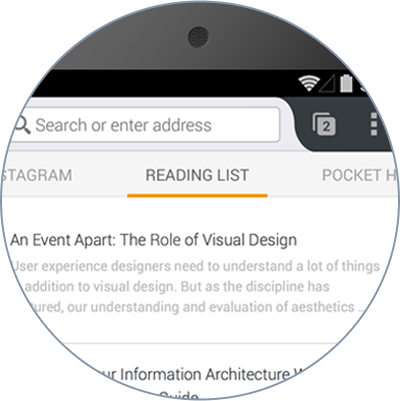 Search or enter address
2
STAGRAM READING LIST POCKET H
An Event Apart: The Role of Visual Design
User experience designers need to understand a lot of things
addition to visual design. But as the discipline has
ured, our understanding and evaluation of aesthetics ...
ur Information Architecture W
Guide